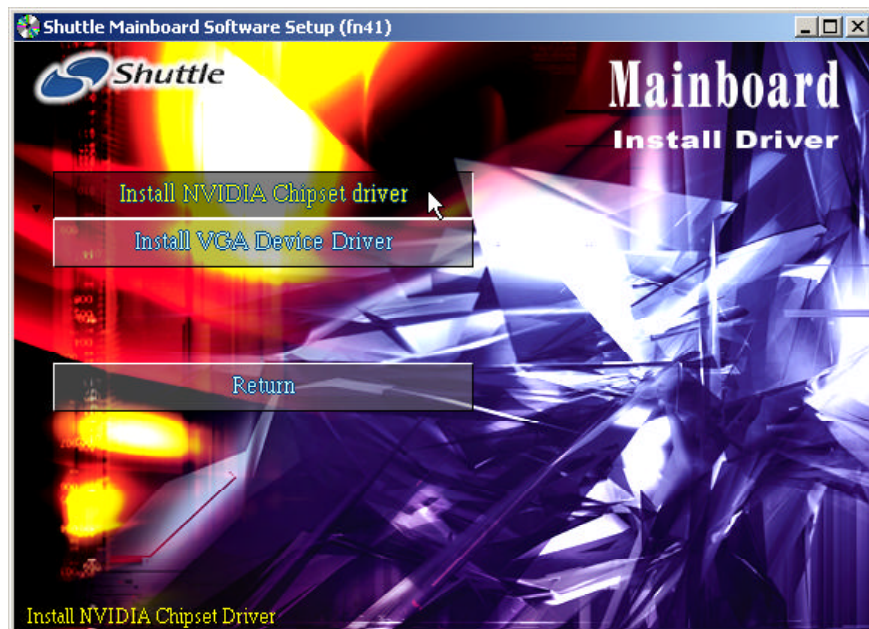 Shuttle Mainboard Software Setup (fn41)
Shuttle
Mainboard
Install Driver
Install NVIDIA Chipset driver
Install VGA Device Driver
Return
Install NVIDIA Chipset Driver